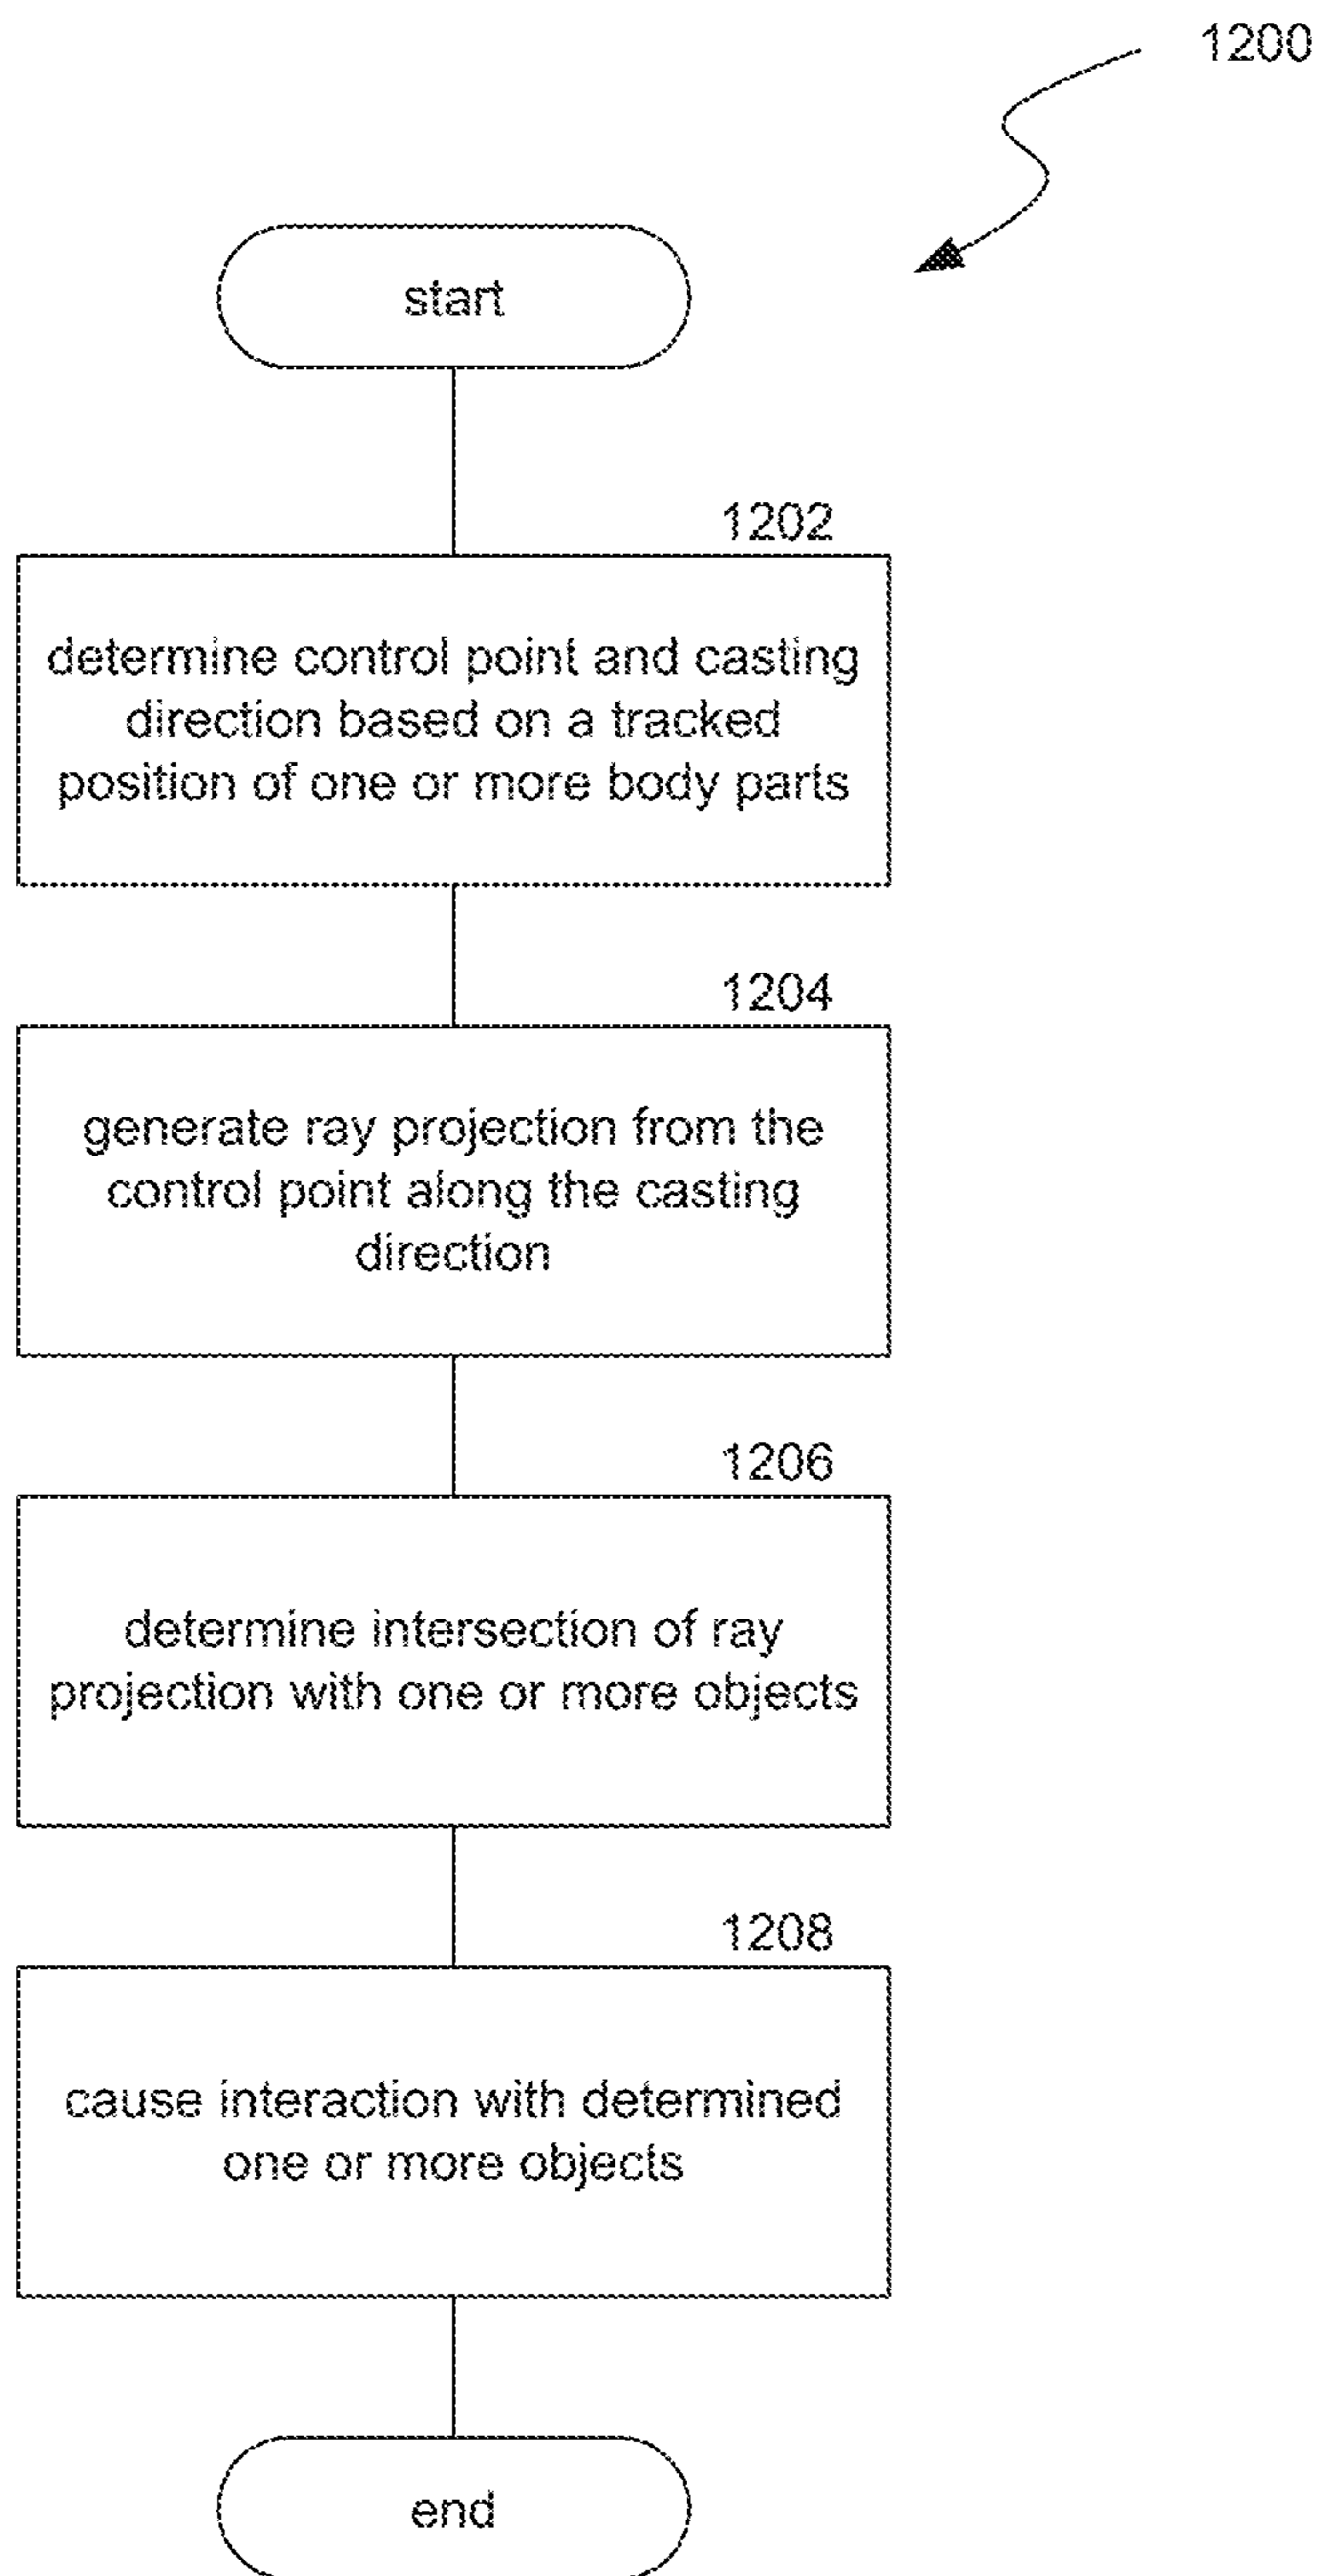 1200
start
1202
determine control point and casting
direction based on a tracked
position of one or more body parts
1204
generate ray projection from the
control point along the casting
direction
1206
determine intersection of ray
projection with one or more objects
1208
cause interaction with determined
one or more objects
end